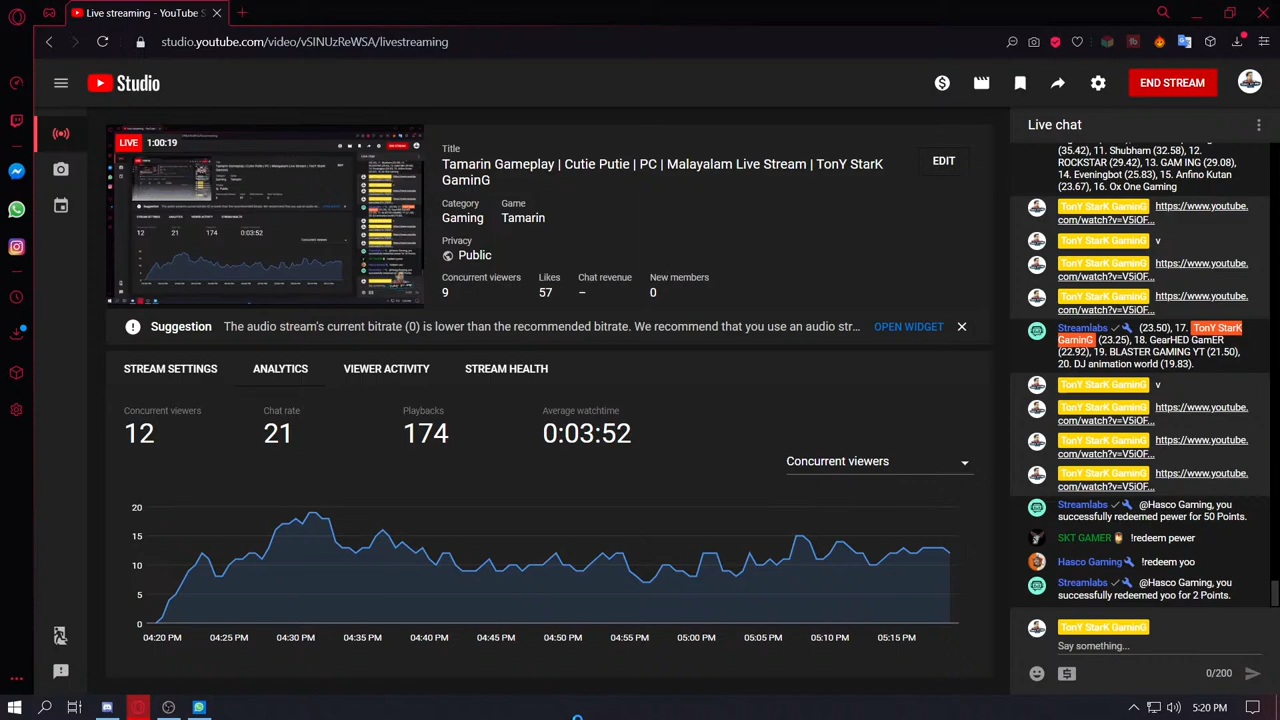 Live streaming - YouTube S
studio.youtube.com/video/vSINUzReWSA/livestreaming
Studio
END STREAM
LIVE 1:00:19
Title
Tamarin Gameplay | Cutie Putie | PC | Malayalam Live Stream | TonY StarK
GaminG
EDIT
Category
Game
Gaming
Tamarin
Privacy
Public
Concurrent viewers
Likes
Chat revenue
New members
9
57
–
0
Suggestion
The audio stream's current bitrate (0) is lower than the recommended bitrate. We recommend that you use an audio str...
OPEN WIDGET
STREAM SETTINGS
ANALYTICS
VIEWER ACTIVITY
STREAM HEALTH
Concurrent viewers
Chat rate
Playbacks
Average watchtime
12
21
174
0:03:52
Concurrent viewers
20
15
10
5
0
04:20 PM
04:25 PM
04:30 PM
04:35 PM
04:40 PM
04:45 PM
04:50 PM
04:55 PM
05:00 PM
05:05 PM
05:10 PM
05:15 PM
Live chat
(35.42), 11. Shubham (32.58), 12.
ROCKSTAR (29.42), 13. GAM ING (29.08)
14. Eveningbot (25.83), 15. Arfino Kutan
(23.67), 16. Ox One Gaming
TonY StarK GaminG https://www.youtube.
com/watch?v=V5iOF...
TonY StarK GaminG v
TonY StarK GaminG https://www.youtube.
com/watch?v=V5iOF...
TonY StarK GaminG https://www.youtube.
com/watch?v=V5iOF...
Streamlabs (23.50), 17. TonY StarK
GaminG (23.25), 18. GearHED GamER
(22.92), 19. BLASTER GAMING YT (21.50),
20. DJ animation world (19.83).
TonY StarK GaminG v
TonY StarK GaminG https://www.youtube.
com/watch?v=V5iOF...
TonY StarK GaminG https://www.youtube.
com/watch?v=V5iOF...
TonY StarK GaminG https://www.youtube.
com/watch?v=V5iOF...
Streamlabs @Hasco Gaming, you
successfully redeemed pewer for 50 Points.
SKT GAMER !redeem pewer
Hasco Gaming !redeem yoo
Streamlabs @Hasco Gaming, you
successfully redeemed yoo for 2 Points.
TonY StarK GaminG
Say something...
0/200
5:20 PM